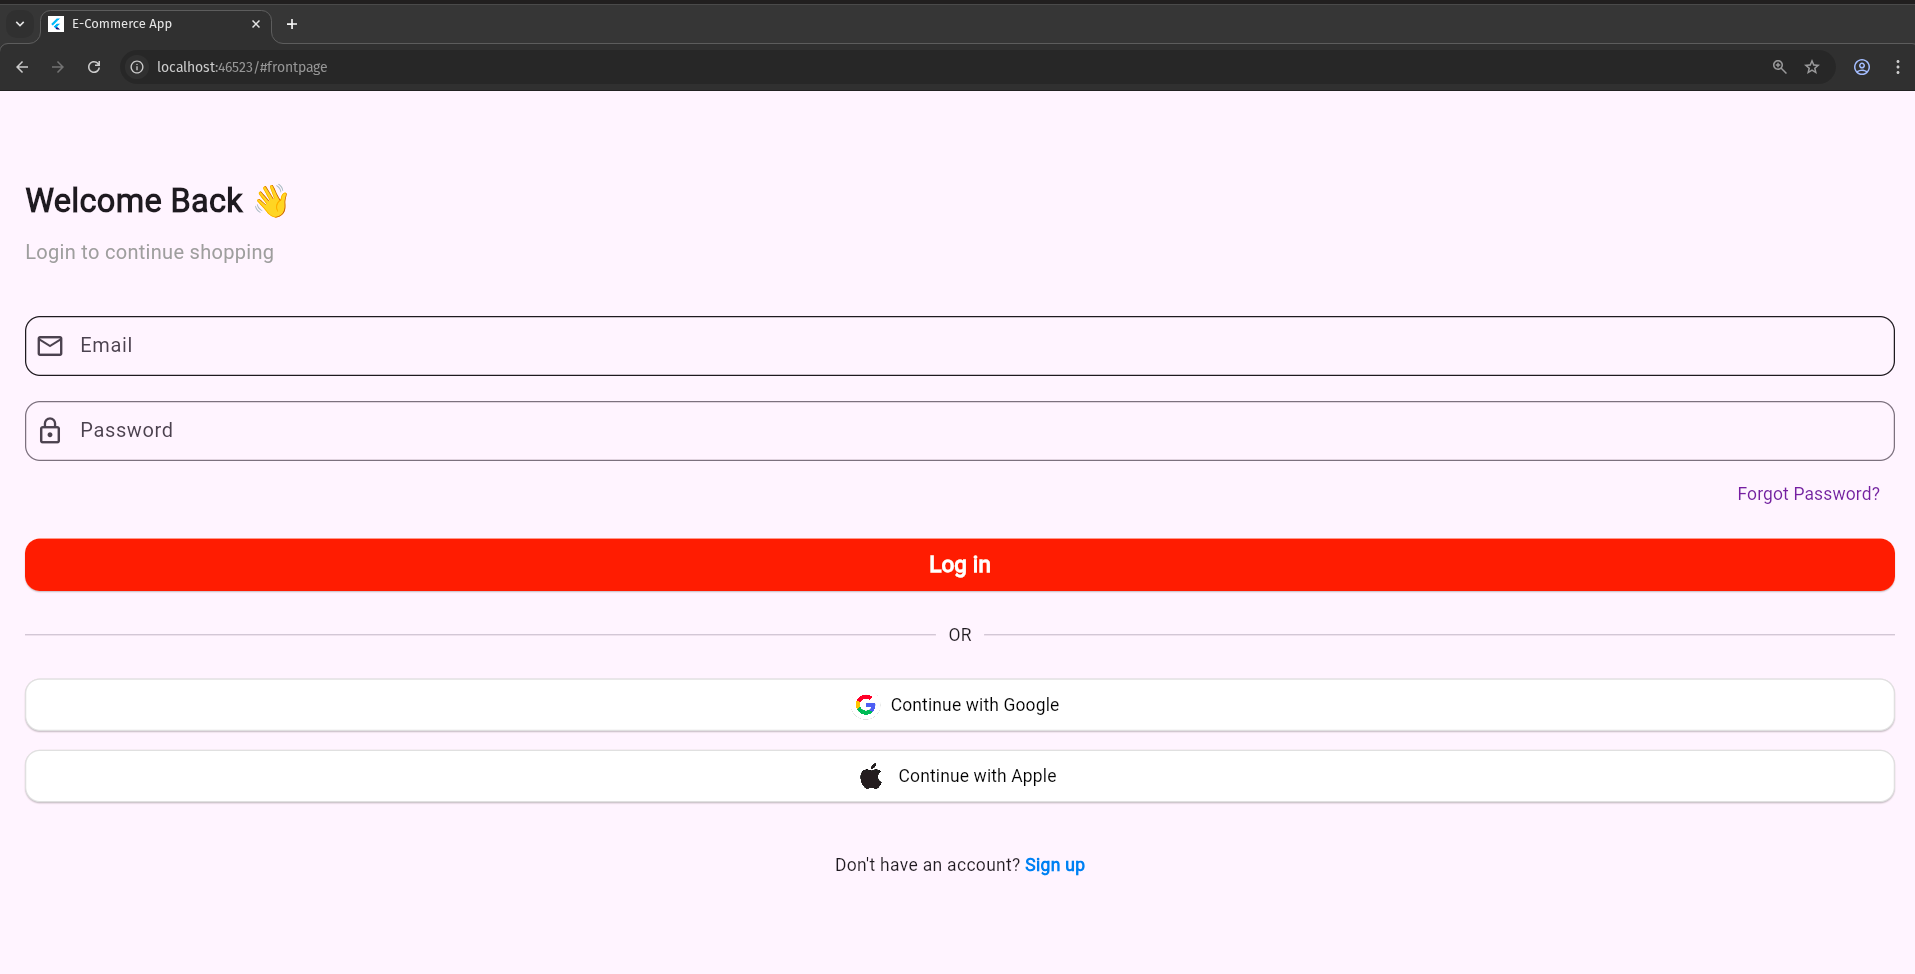 E-Commerce App
localhost:46523/#frontpage
Welcome Back 👋
Login to continue shopping
Email
Password
Forgot Password?
Log in
OR
Continue with Google
Continue with Apple
Don't have an account? Sign up